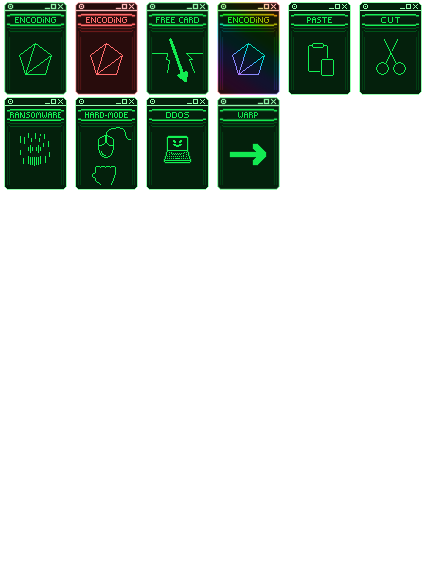 ENCODiNG
ENCODiNG
FREE CARD
ENCODiNG
PASTE
CUT
RANSOMWARE
HARD-MODE
DDOS
WARP